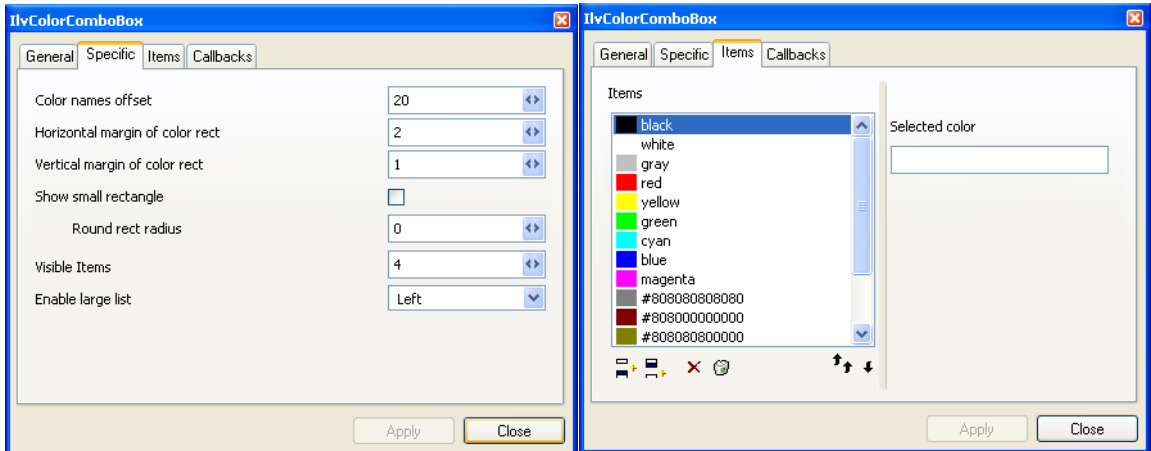 IlvColorComboBox
General Specific Items Callbacks
Color names offset 20
Horizontal margin of color rect 2
Vertical margin of color rect 1
Show small rectangle
Round rect radius 0
Visible Items 4
Enable large list Left
Apply Close
IlvColorComboBox
General Specific Items Callbacks
Items
black
white
gray
red
yellow
green
cyan
blue
magenta
#808080808080
#808000000000
#808080800000
Selected color
Apply Close